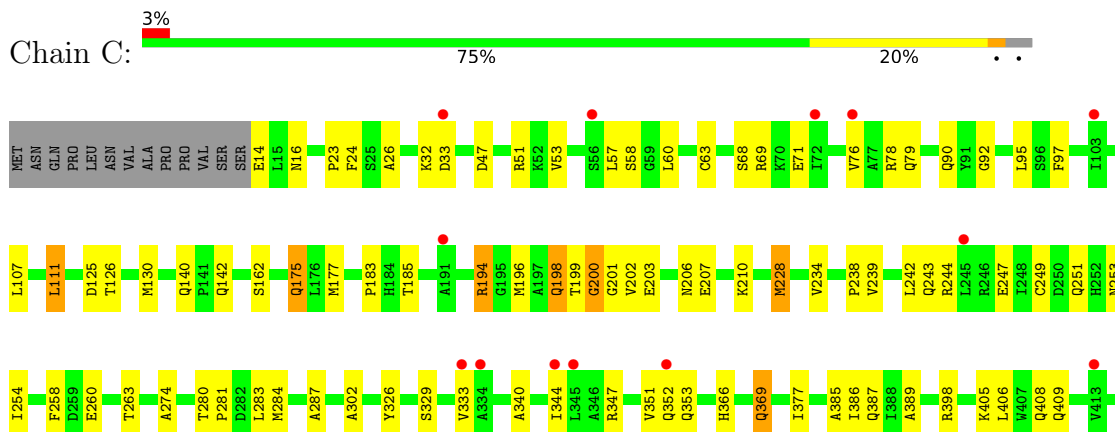 3%
Chain C:
75% 20% • •
MET ASN GLN PRO LEU ASN VAL ALA PRO PRO VAL SER SER E14 L15 N16 P23 F24 S25 A26 K32 D33 D47 R51 K52 V53 S56 L57 S58 G59 L60 C63 S68 R69 K70 E71 I72 V76 A77 R78 Q79 Q90 Y91 G92 L95 S96 F97 I103
L107 L111 D125 T126 M130 Q140 P141 Q142 S162 Q175 L176 M177 P183 H184 T185 A191 R194 G195 M196 A197 Q198 T199 G200 G201 V202 E203 N206 E207 K210 M228 V234 P238 V239 L242 Q243 R244 L245 R246 E247 I248 C249 D250 Q251 H252 N253
I254 F258 D259 E260 T263 A274 T280 P281 D282 L283 M284 A287 A302 Y326 S329 V333 A334 A340 I344 L345 A346 R347 V351 Q352 Q353 H366 Q369 I377 A385 I386 Q387 I388 A389 R398 K405 L406 W407 Q408 Q409 V413